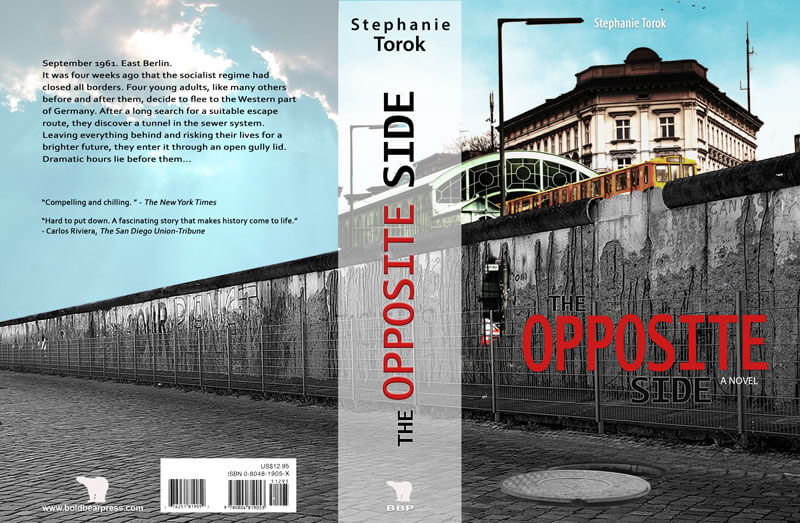 September 1961. East Berlin.
It was four weeks ago that the socialist regime had
closed all borders. Four young adults, like many others
before and after them, decide to flee to the Western part
of Germany. After a long search for a suitable escape
route, they discover a tunnel in the sewer system.
Leaving everything behind and risking their lives for a
brighter future, they enter it through an open gully lid.
Dramatic hours lie before them...
"Compelling and chilling. " - The New York Times
"Hard to put down. A fascinating story that makes history come to life."
- Carlos Riviera, The San Diego Union-Tribune
www.boldbearpress.com
US$12.95
ISBN 0-8048-1905-X
51295
Stephanie
Torok
THE OPPOSITE SIDE
BBP
Stephanie Torok
THE
OPPOSITE
SIDE
A NOVEL